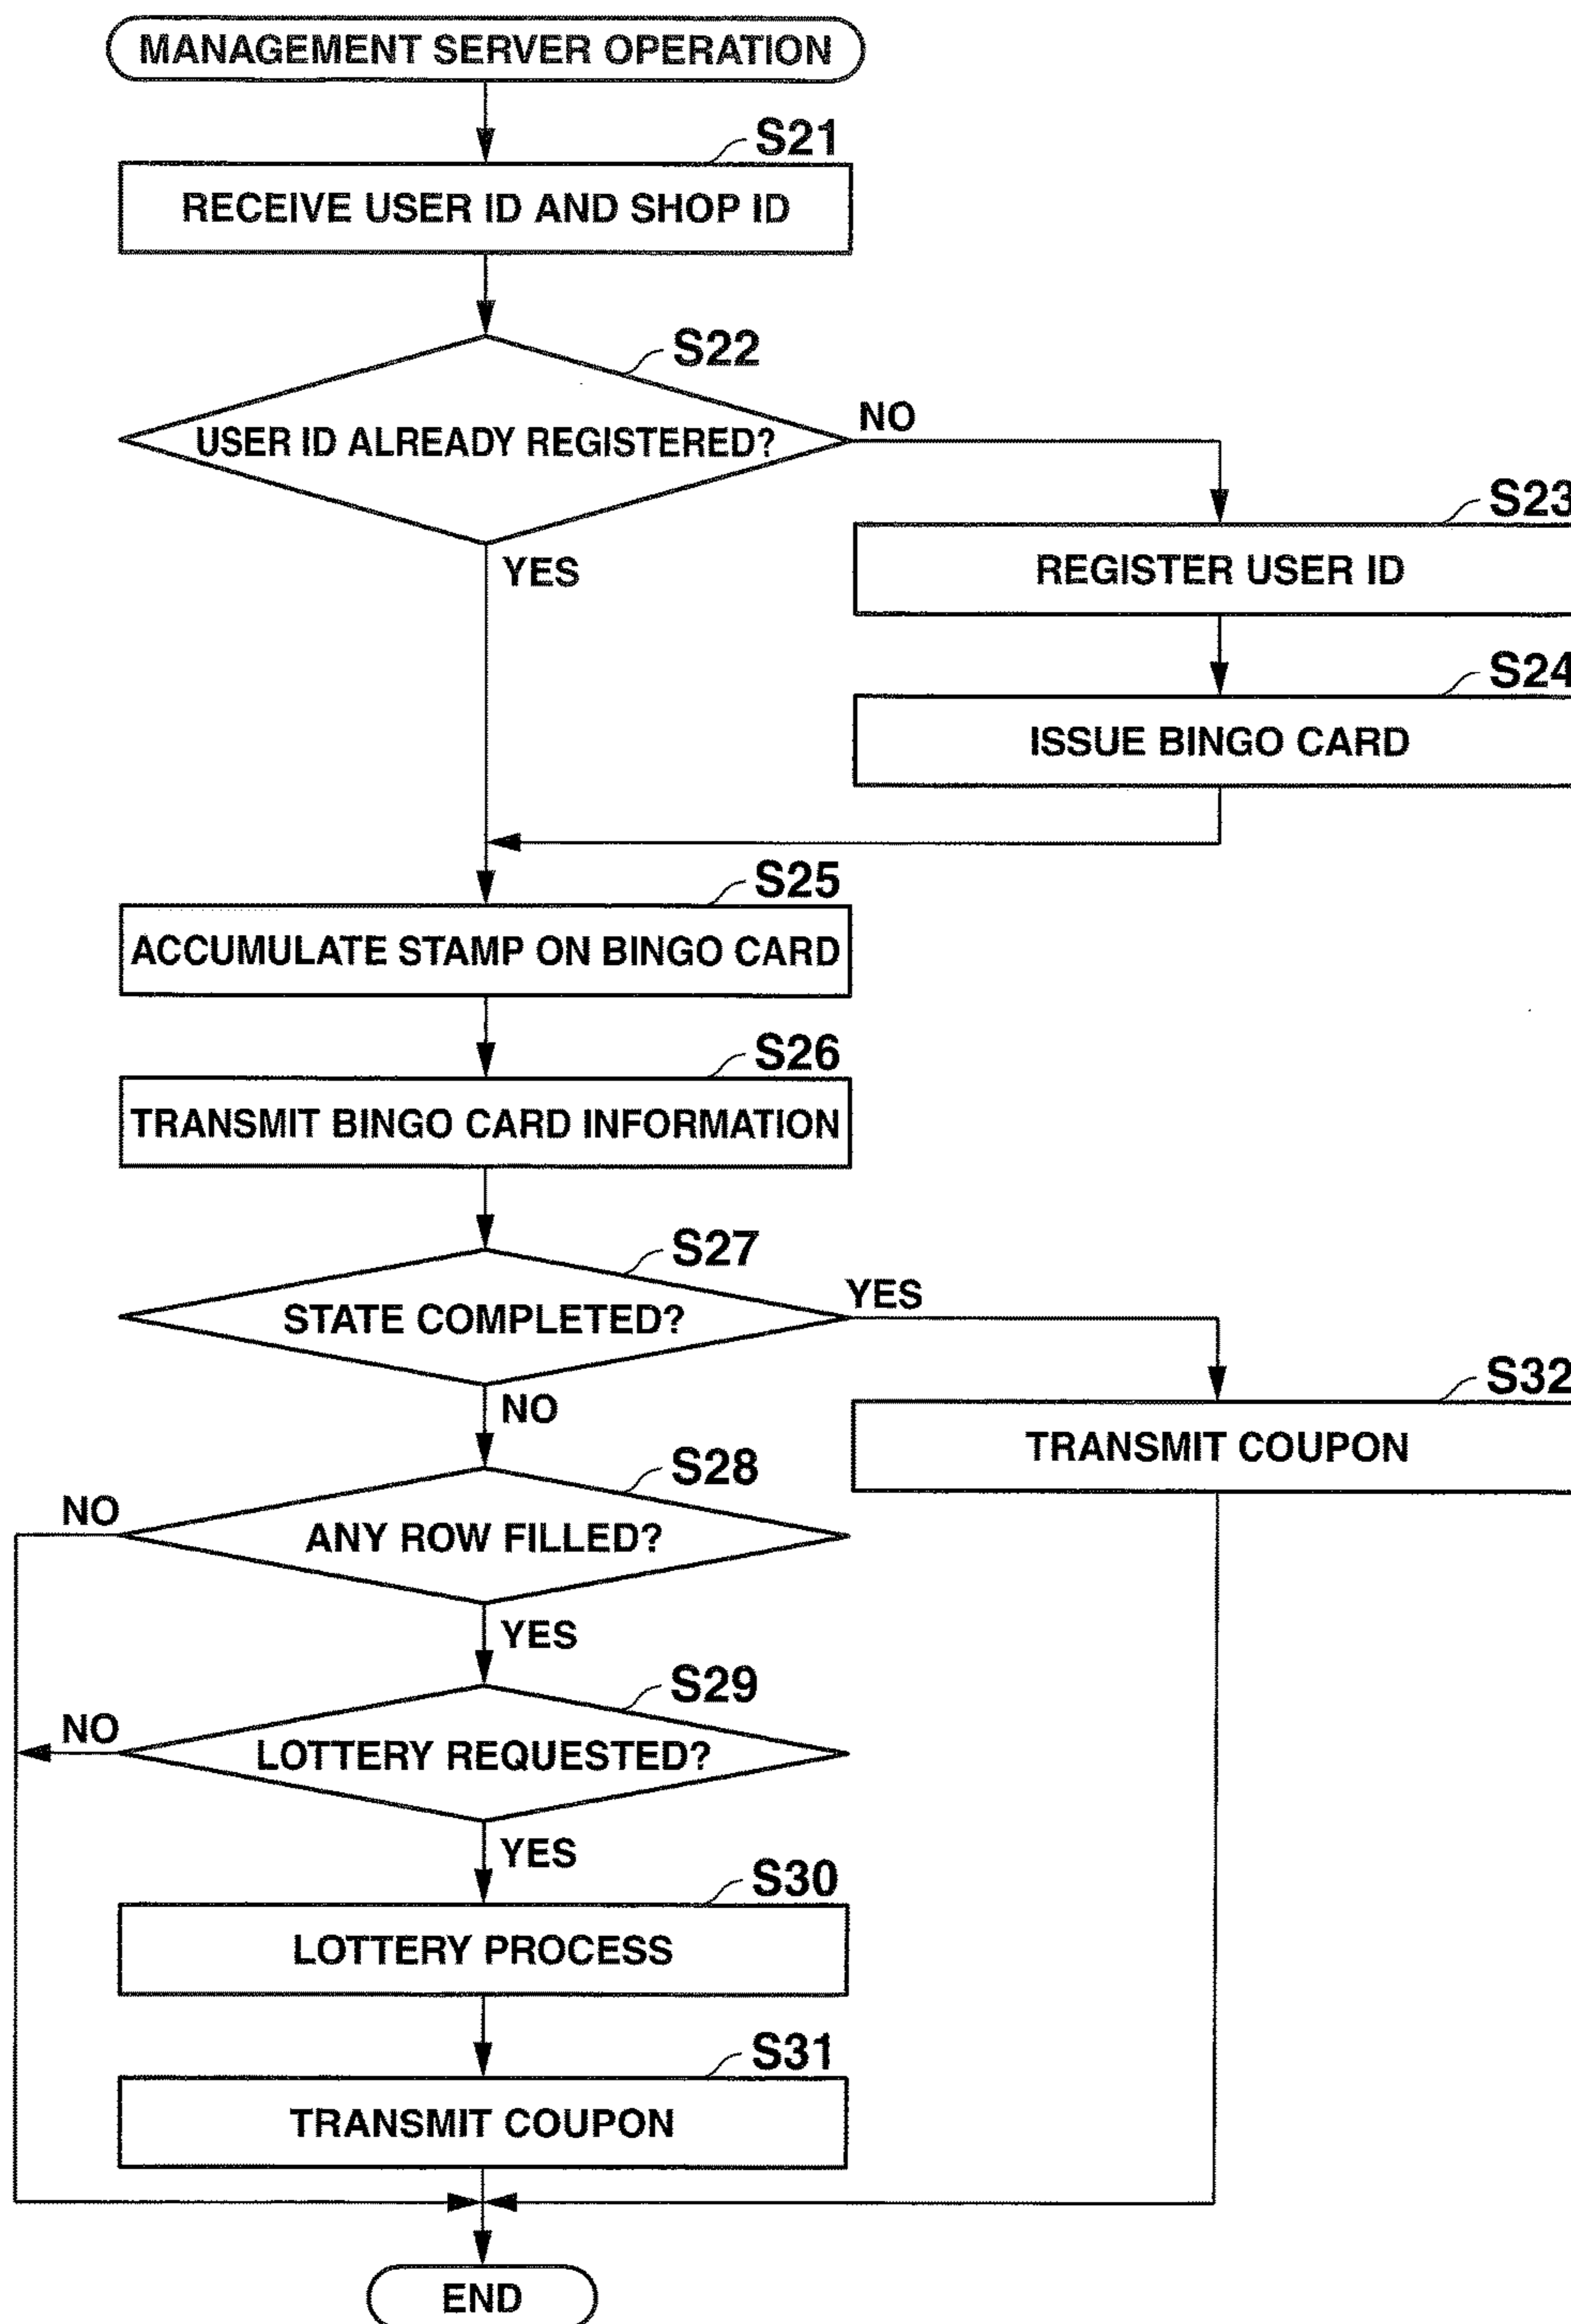 MANAGEMENT SERVER OPERATION
S21
RECEIVE USER ID AND SHOP ID
S22
USER ID ALREADY REGISTERED?
NO
YES
S23
REGISTER USER ID
S24
ISSUE BINGO CARD
S25
ACCUMULATE STAMP ON BINGO CARD
S26
TRANSMIT BINGO CARD INFORMATION
S27
STATE COMPLETED?
YES
NO
S32
TRANSMIT COUPON
S28
ANY ROW FILLED?
NO
YES
S29
LOTTERY REQUESTED?
NO
YES
S30
LOTTERY PROCESS
S31
TRANSMIT COUPON
END